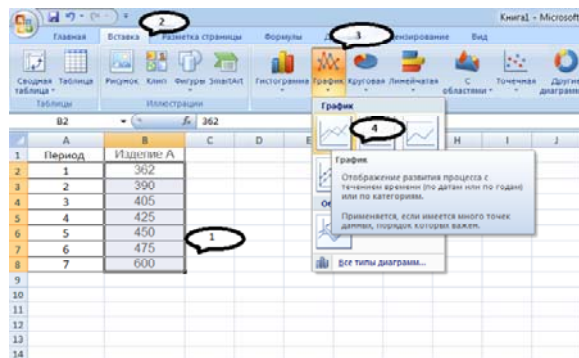 Книга1 - Microsoft
2
Главная Вставка Разметка страницы Формулы 3 Вид
Сводная таблица Таблица Рисунок Клип Фигуры SmartArt Гистограмма График Круговая Линейчатая С областями Точечная Другие диаграммы
Таблицы Иллюстрации
График
B2 fx 362
4
A B C D E H I J
1 Период Изделие А
2 1 362
3 2 390
4 3 405
5 4 425
6 5 450
7 6 475
8 7 600
9
10
11
12
13
14
1
График
Отображение развития процесса с
течением времени (по датам или по годам)
или по категориям.
Применяется, если имеется много точек
данных, порядок которых важен.
Все типы диаграмм...